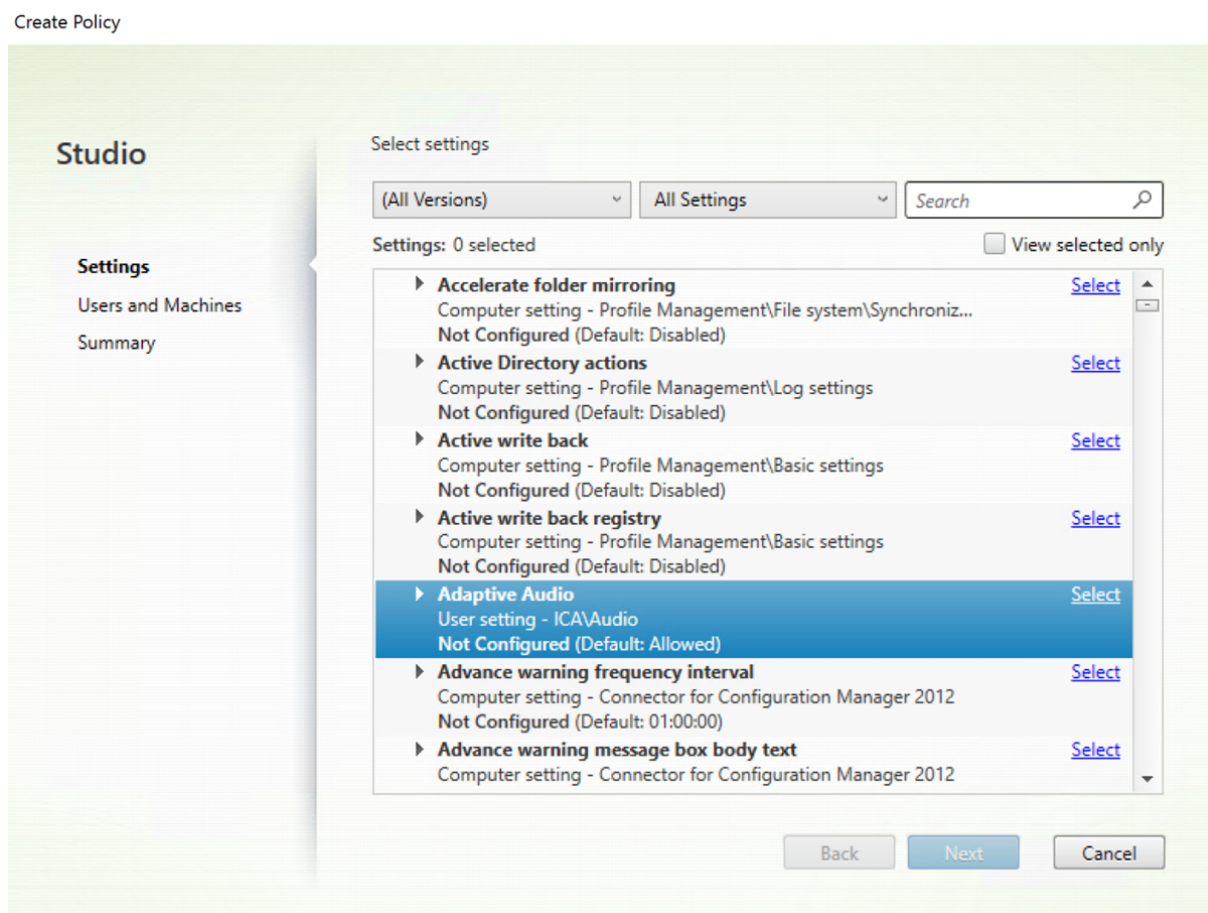 Create Policy
Studio
Settings
Users and Machines
Summary
Select settings
(All Versions)
All Settings
Search
Settings: 0 selected
View selected only
Accelerate folder mirroring
Select
Computer setting - Profile Management\File system\Synchroniz...
Not Configured (Default: Disabled)
Active Directory actions
Select
Computer setting - Profile Management\Log settings
Not Configured (Default: Disabled)
Active write back
Select
Computer setting - Profile Management\Basic settings
Not Configured (Default: Disabled)
Active write back registry
Select
Computer setting - Profile Management\Basic settings
Not Configured (Default: Disabled)
Adaptive Audio
Select
User setting - ICA\Audio
Not Configured (Default: Allowed)
Advance warning frequency interval
Select
Computer setting - Connector for Configuration Manager 2012
Not Configured (Default: 01:00:00)
Advance warning message box body text
Select
Computer setting - Connector for Configuration Manager 2012
Back
Next
Cancel